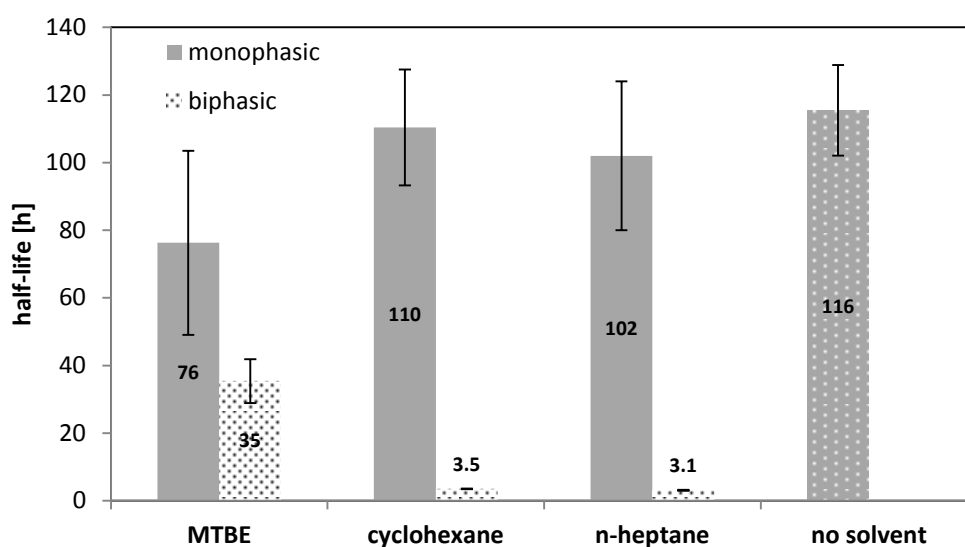 140
120
100
80
60
40
20
0
half-life [h]
monophasic
biphasic
76
35
110
3.5
102
3.1
116
MTBE
cyclohexane
n-heptane
no solvent